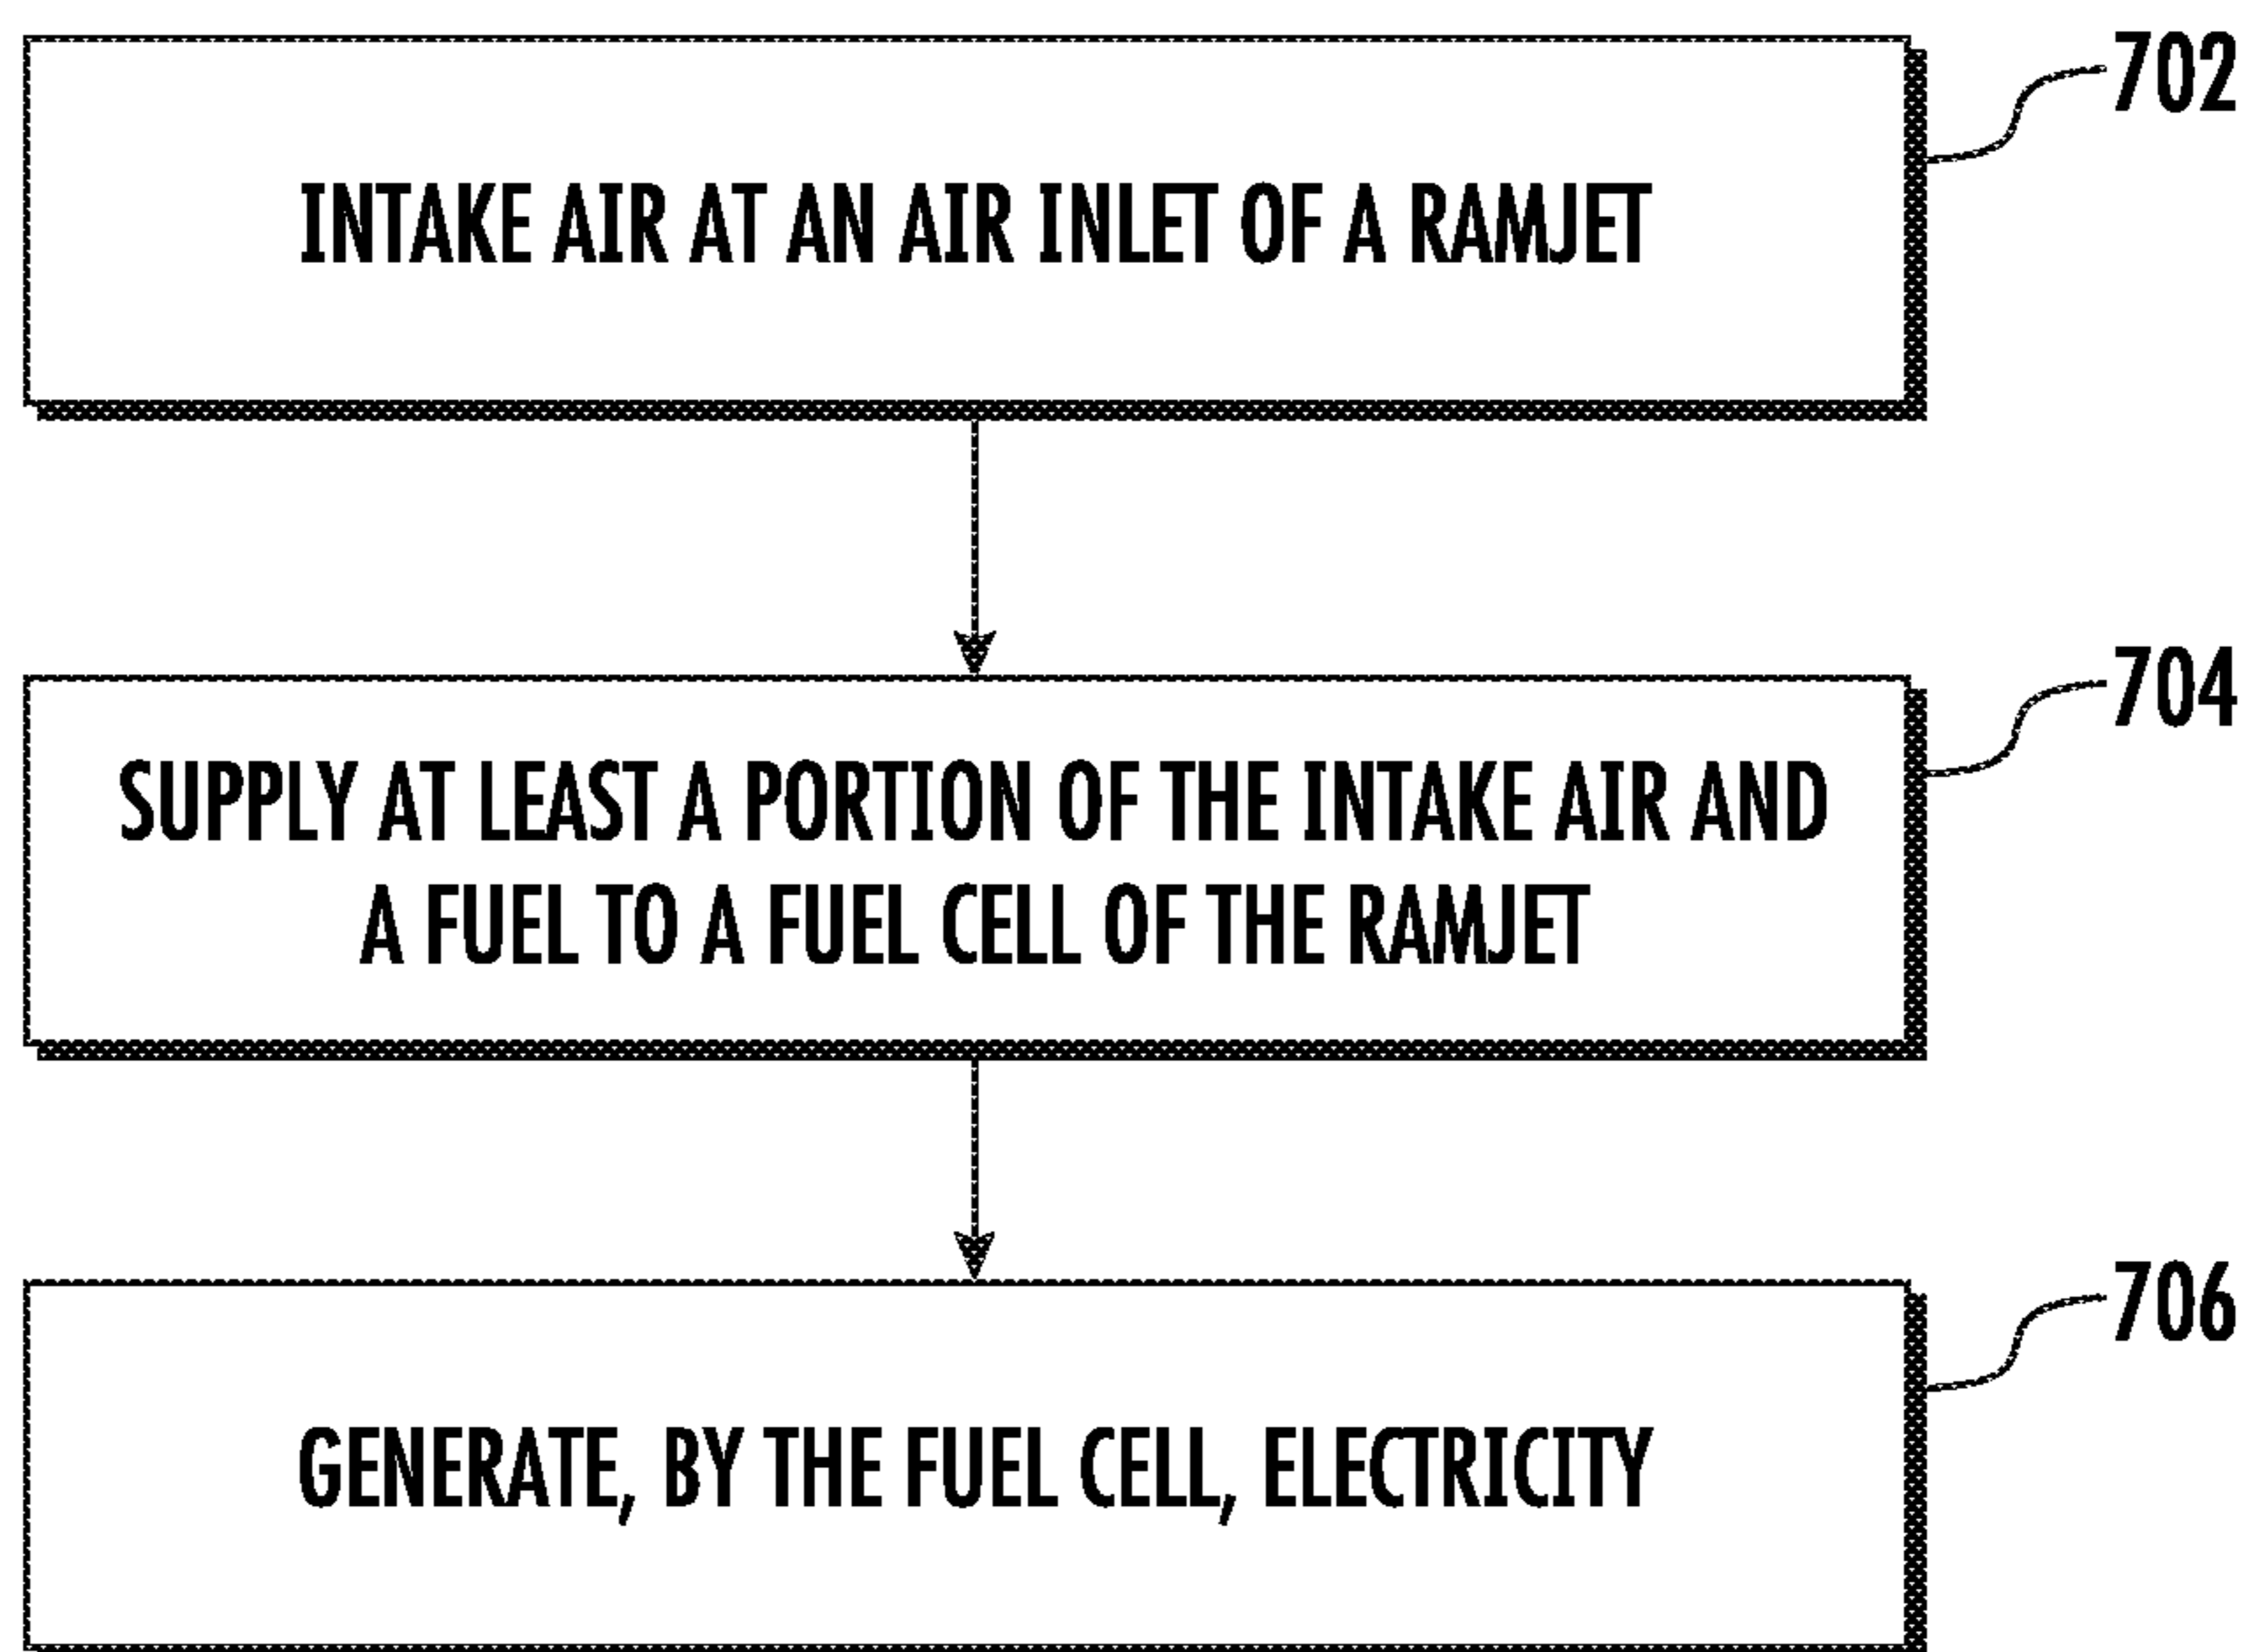 702
INTAKE AIR AT AN AIR INLET OF A RAMJET
704
SUPPLY AT LEAST A PORTION OF THE INTAKE AIR AND
A FUEL TO A FUEL CELL OF THE RAMJET
706
GENERATE, BY THE FUEL CELL, ELECTRICITY